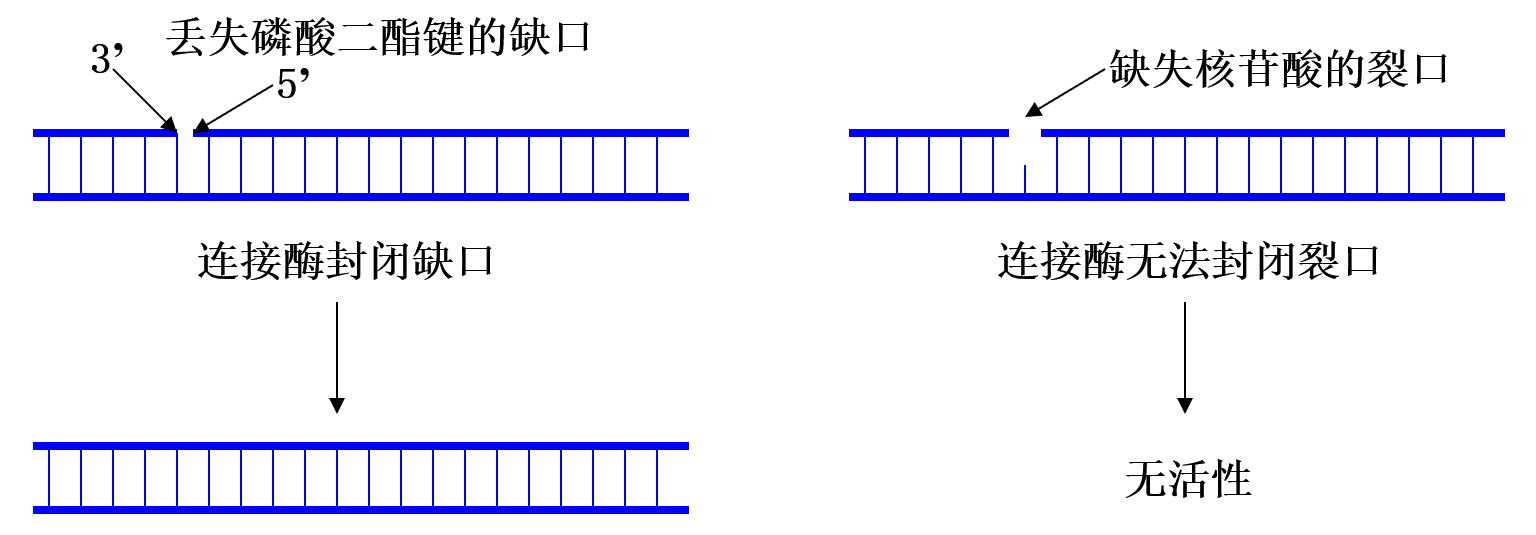 丢失磷酸二酯键的缺口
3’
5’
连接酶封闭缺口
缺失核苷酸的裂口
连接酶无法封闭裂口
无活性